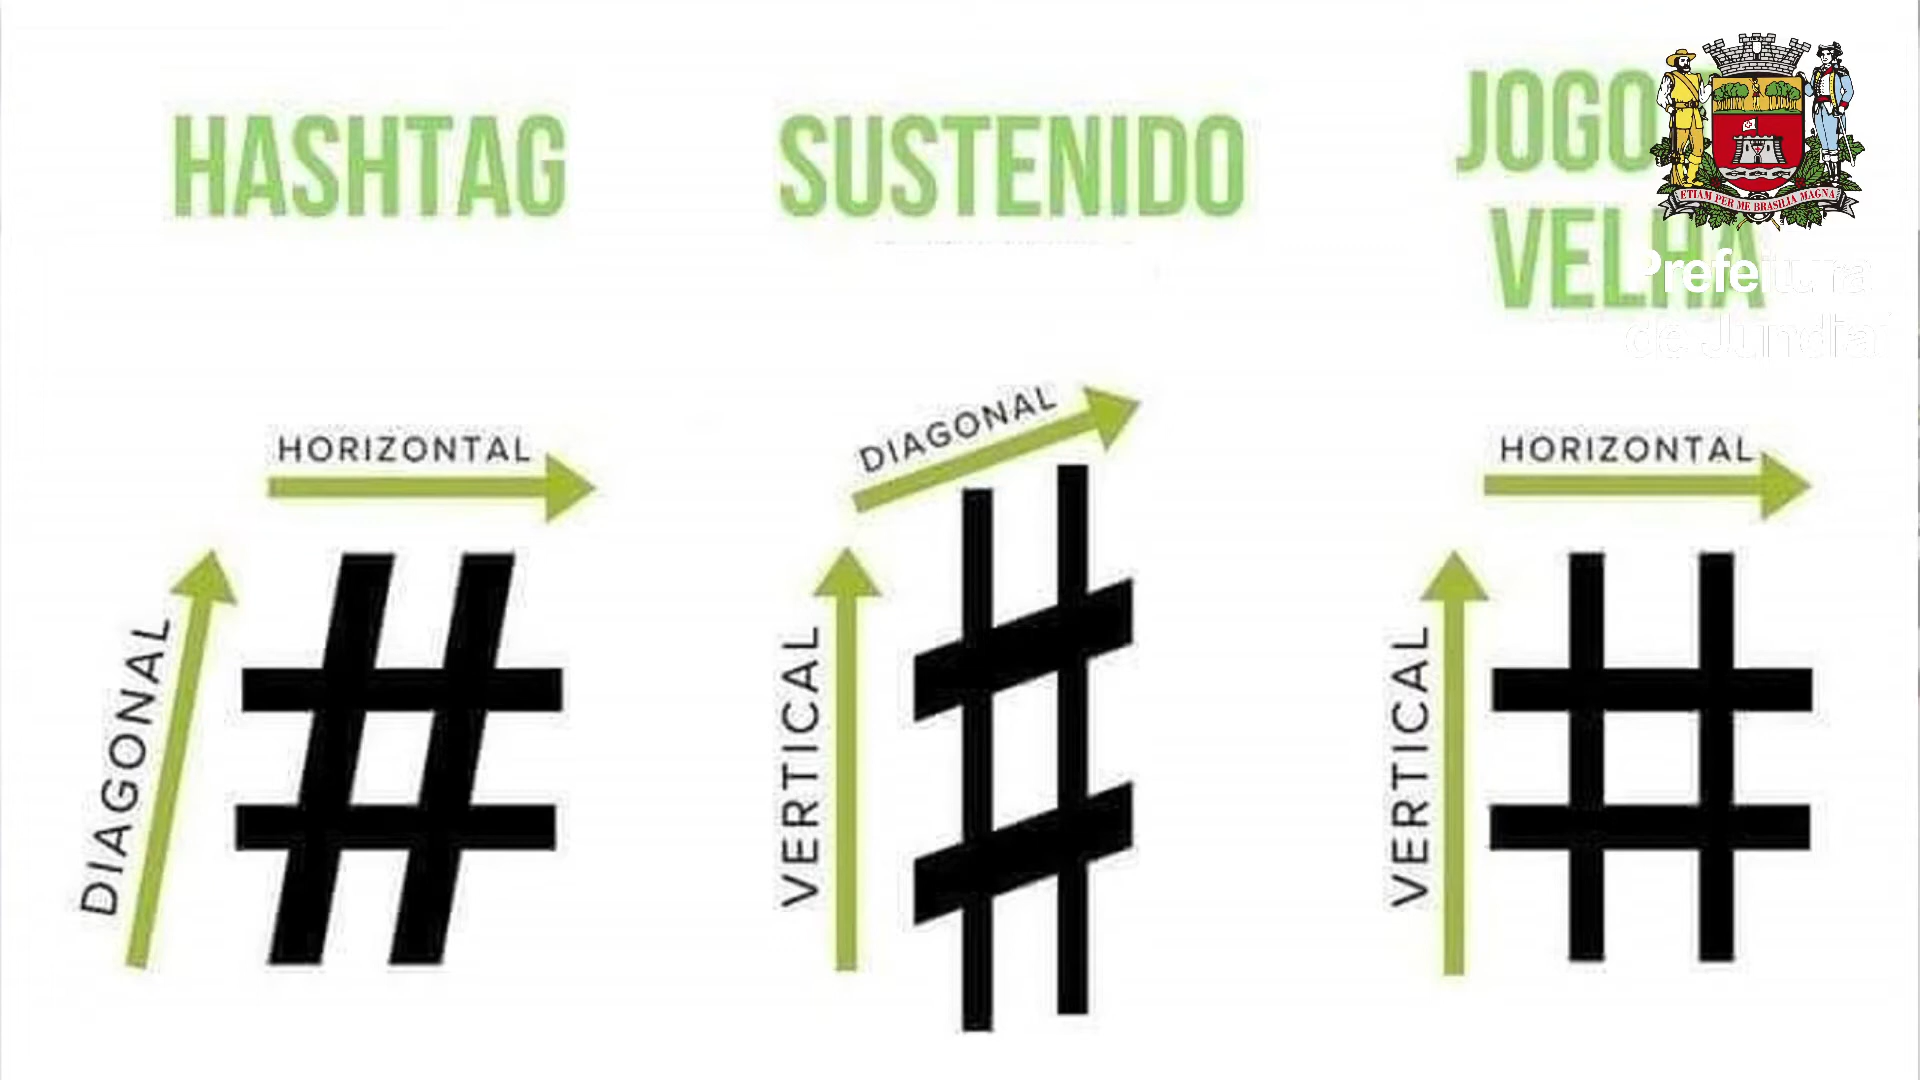 HASHTAG
SUSTENIDO
JOGO
VELHA
ETIAM PER ME BRASILIA MAGNA
Prefeitura
de Jundiaí
HORIZONTAL
DIAGONAL
DIAGONAL
VERTICAL
HORIZONTAL
VERTICAL